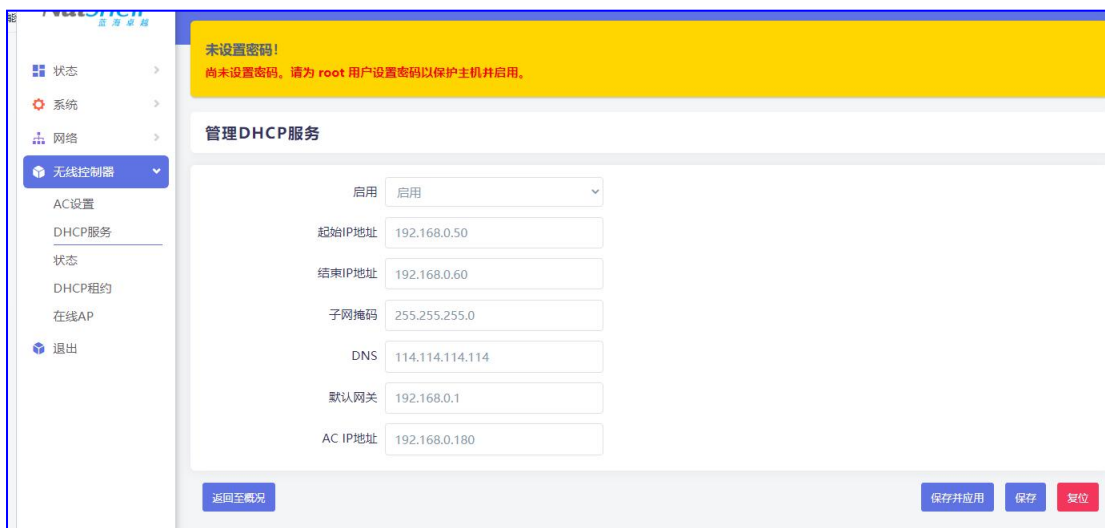 蓝海卓越
状态
系统
网络
无线控制器
AC设置
DHCP服务
状态
DHCP租约
在线AP
退出
未设置密码!
尚未设置密码。请为 root 用户设置密码以保护主机并启用。
管理DHCP服务
启用 启用
起始IP地址 192.168.0.50
结束IP地址 192.168.0.60
子网掩码 255.255.255.0
DNS 114.114.114.114
默认网关 192.168.0.1
AC IP地址 192.168.0.180
返回至概况 保存并应用 保存 复位